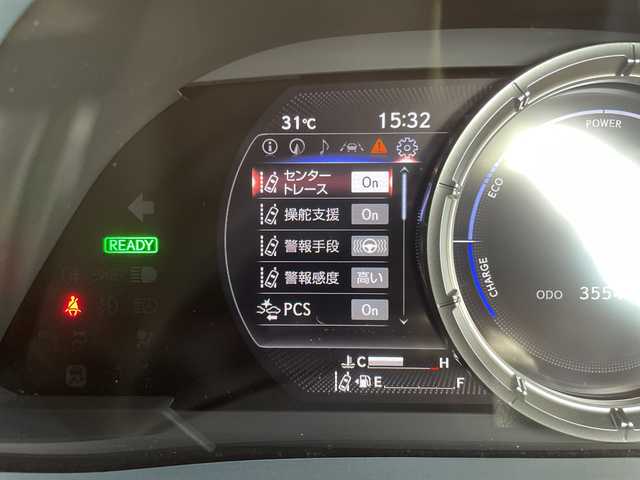 31℃ 15:32
センター
トレース On
操舵支援 On
警報手段
警報感度 高い
PCS On
C H
E F
READY
POWER
ECO
CHARGE
ODO 3554